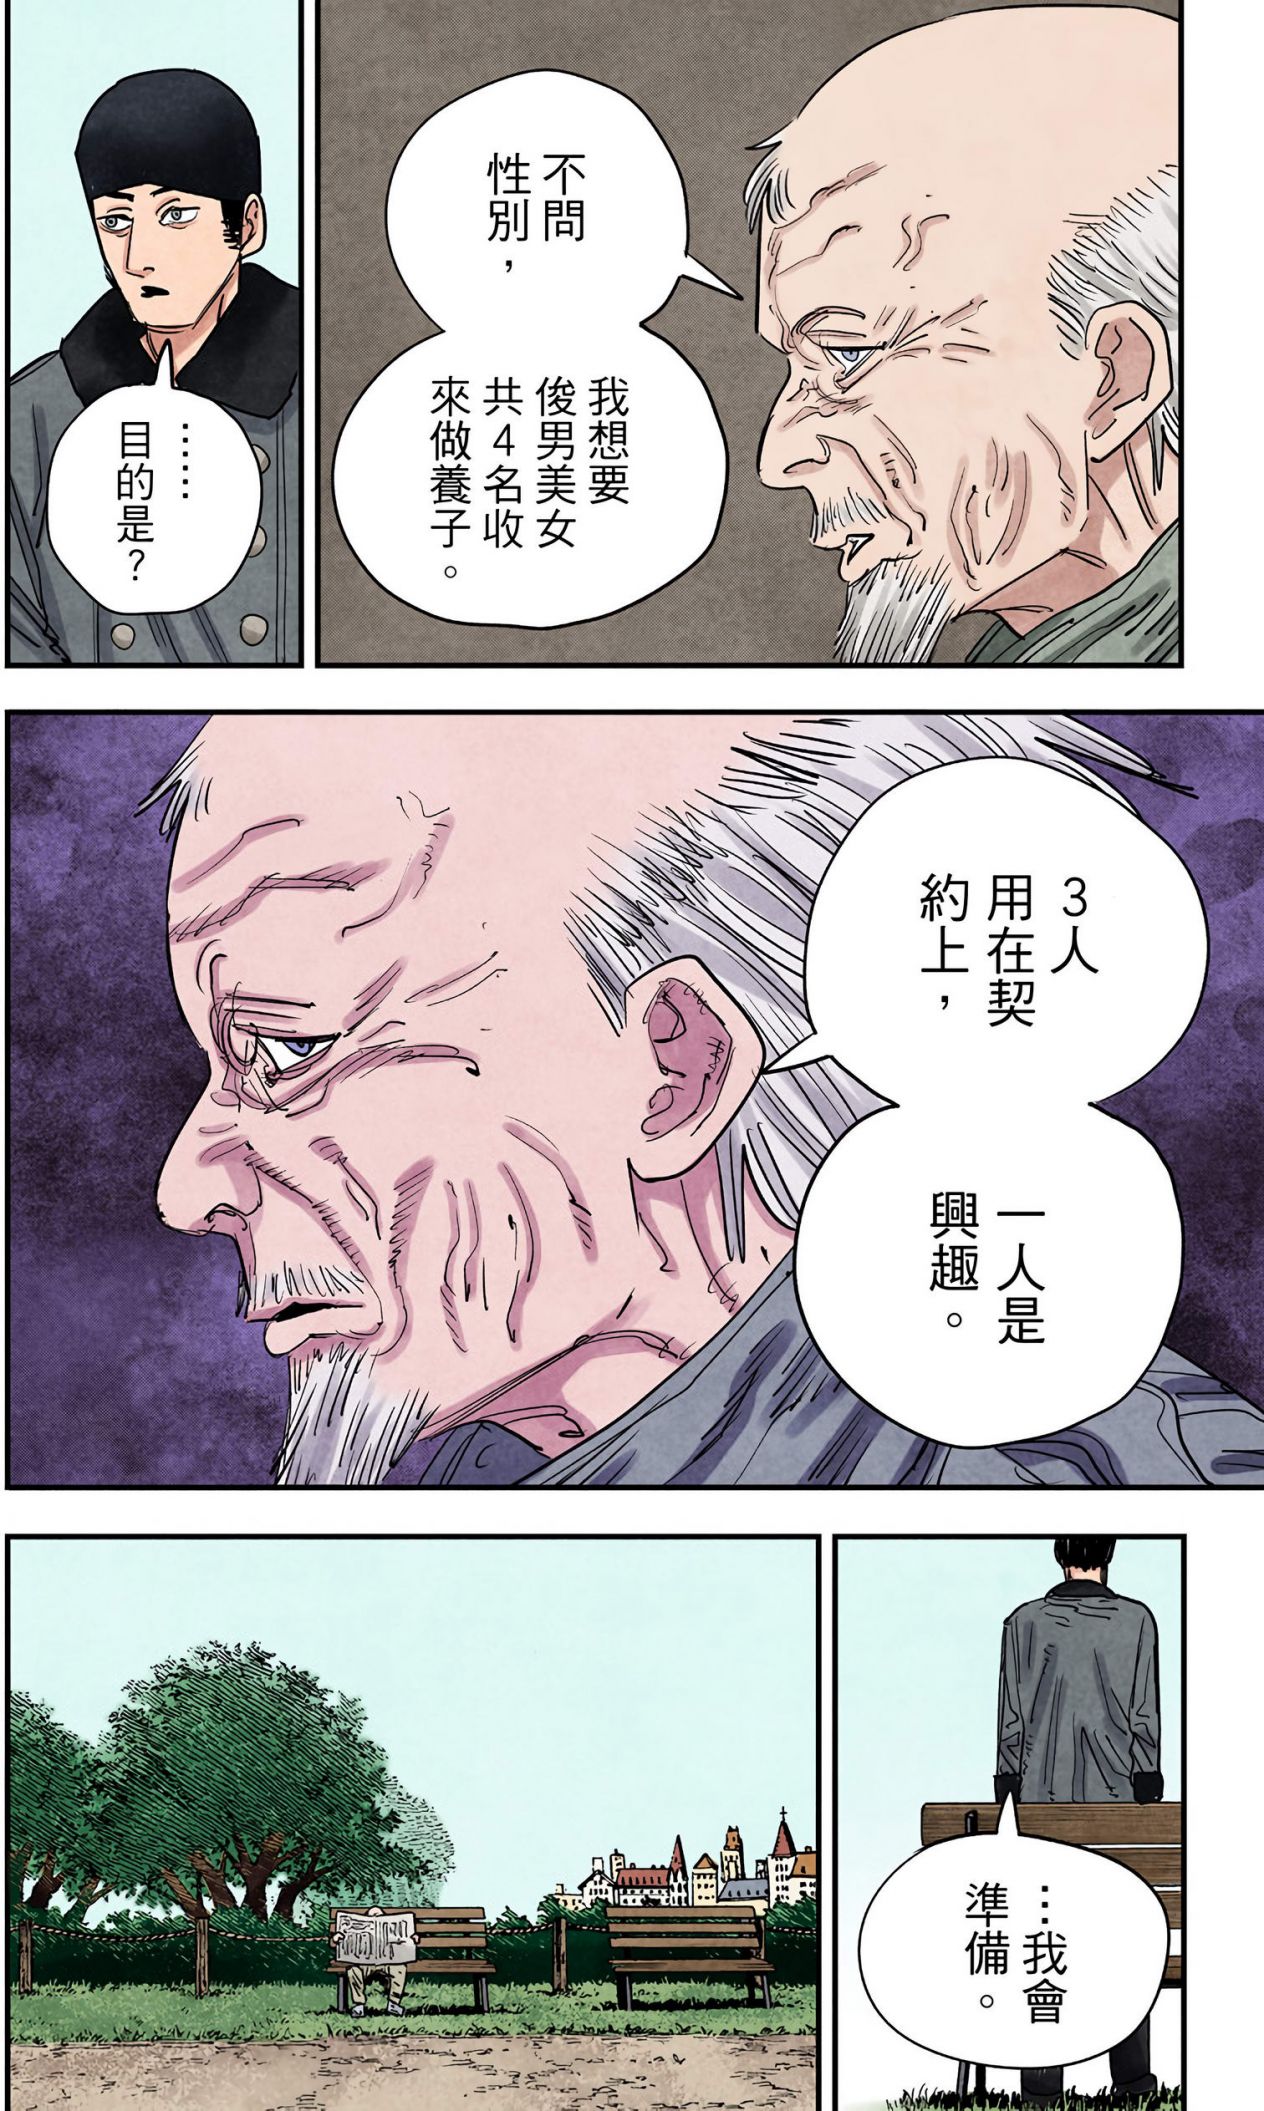 不問
性別，
我想要
俊男美女
共4名收
來做養子。
……
目的是？
3人
用在契
約上，
一人是
興趣。
…我會
準備。